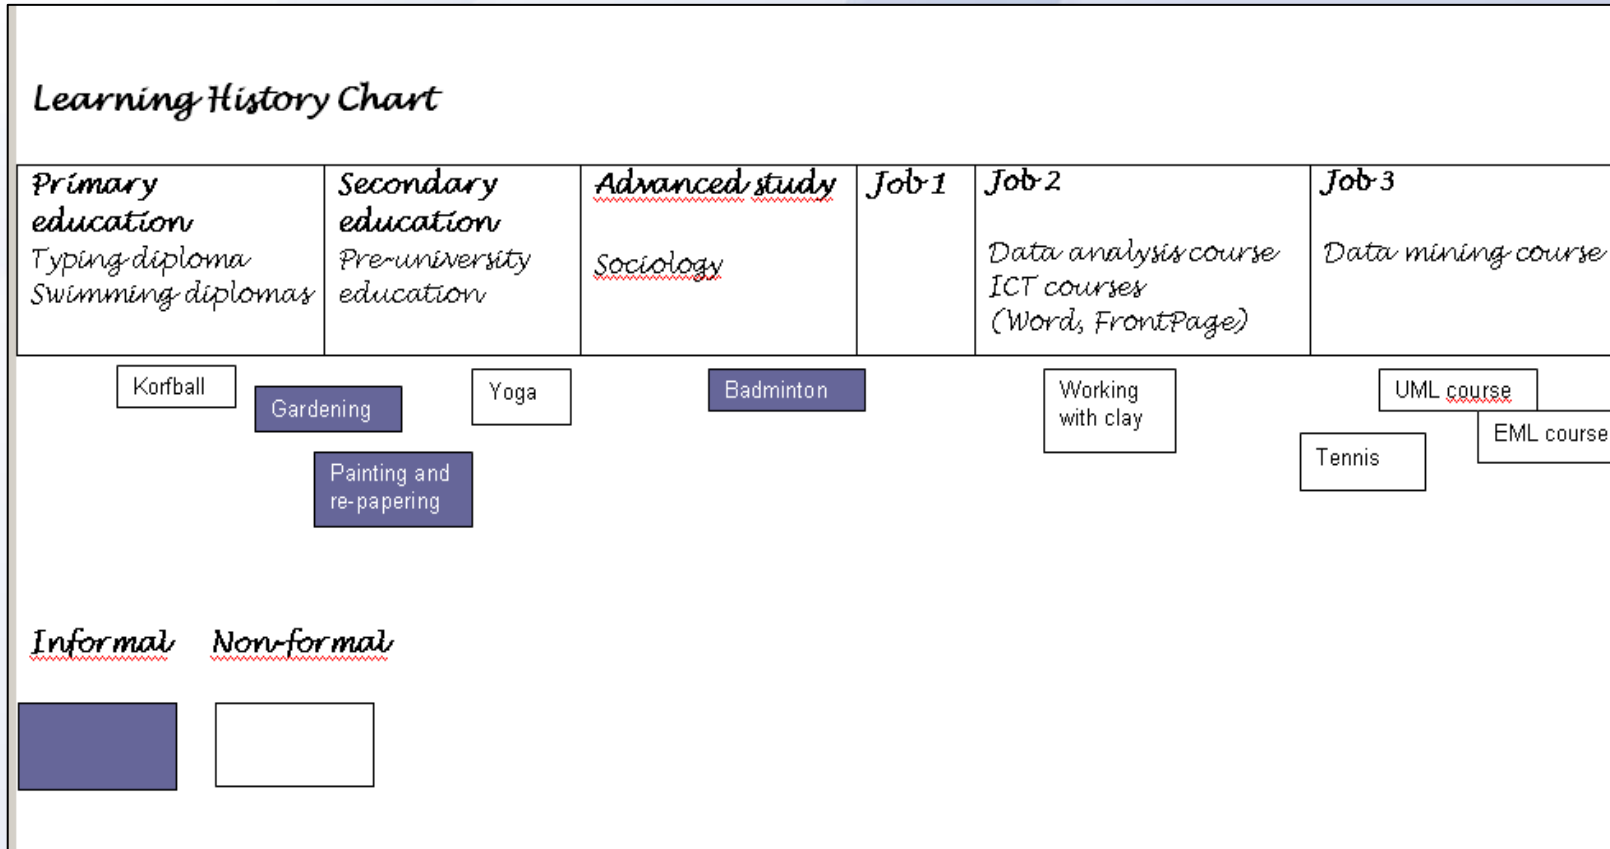 Learning History Chart
Primary
education
Typing diploma
Swimming diplomas
Secondary
education
Pre-university
education
Advanced study
Sociology
Job 1
Job 2
Data analysis course
ICT courses
(Word, FrontPage)
Job 3
Data mining course
Korfball
Gardening
Painting and
re-papering
Yoga
Badminton
Working
with clay
UML course
EML course
Tennis
Informal
Non-formal